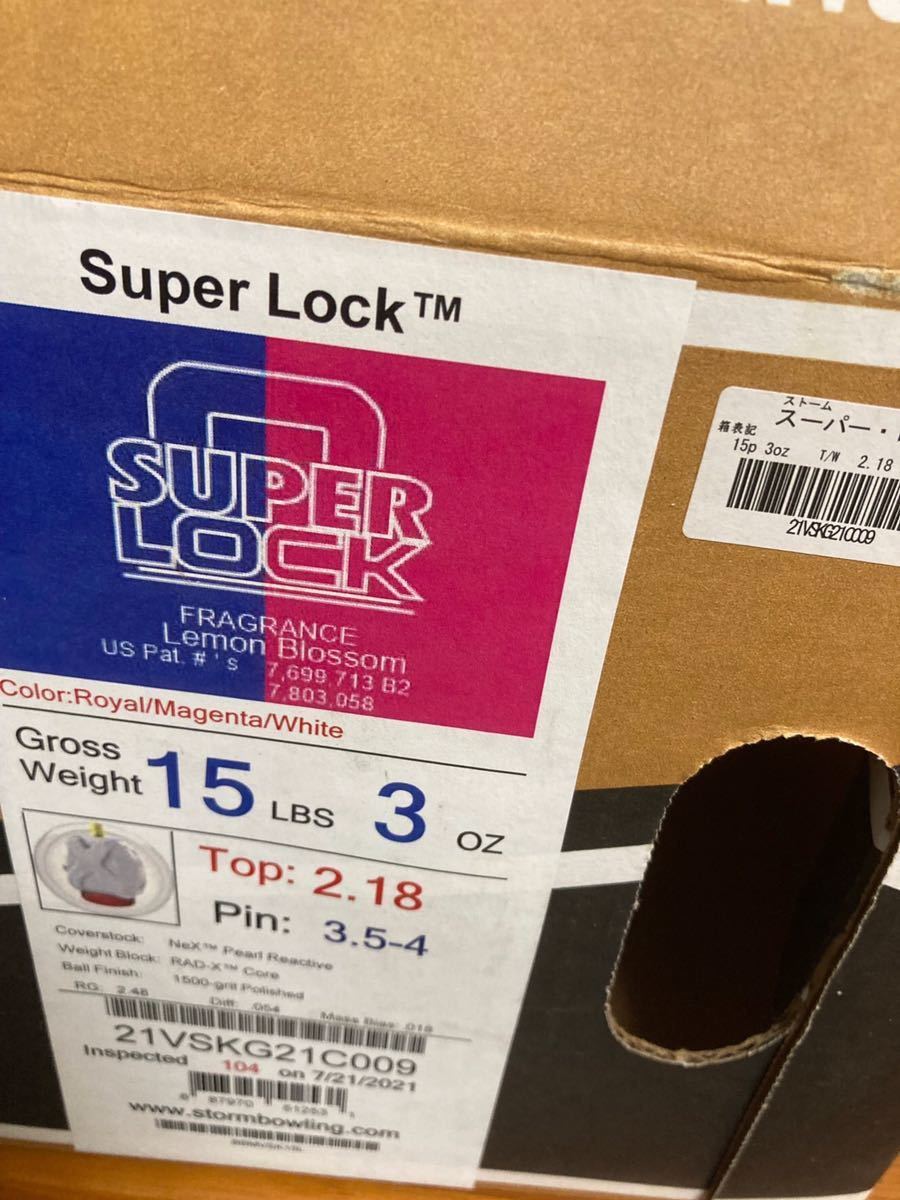 Super Lock™
SUPER
LOCK
FRAGRANCE
Lemon Blossom
US Pat. #'s 7,699 713 B2
7,803,058
Color:Royal/Magenta/White
Gross
Weight 15 LBS 3 OZ
Top: 2.18
Pin: 3.5-4
Coverstock: NeX™ Pearl Reactive
Weight Block: RAD-X™ Core
Ball Finish: 1500-grit Polished
RG: 2.48 Diff: .054 Mass Bias: .018
21VSKG21C009
Inspected 104 on 7/21/2021
www.stormbowling.com
ストーム
箱表記 スーパー・
15p 3oz T/W 2.18
21VSKG21C009